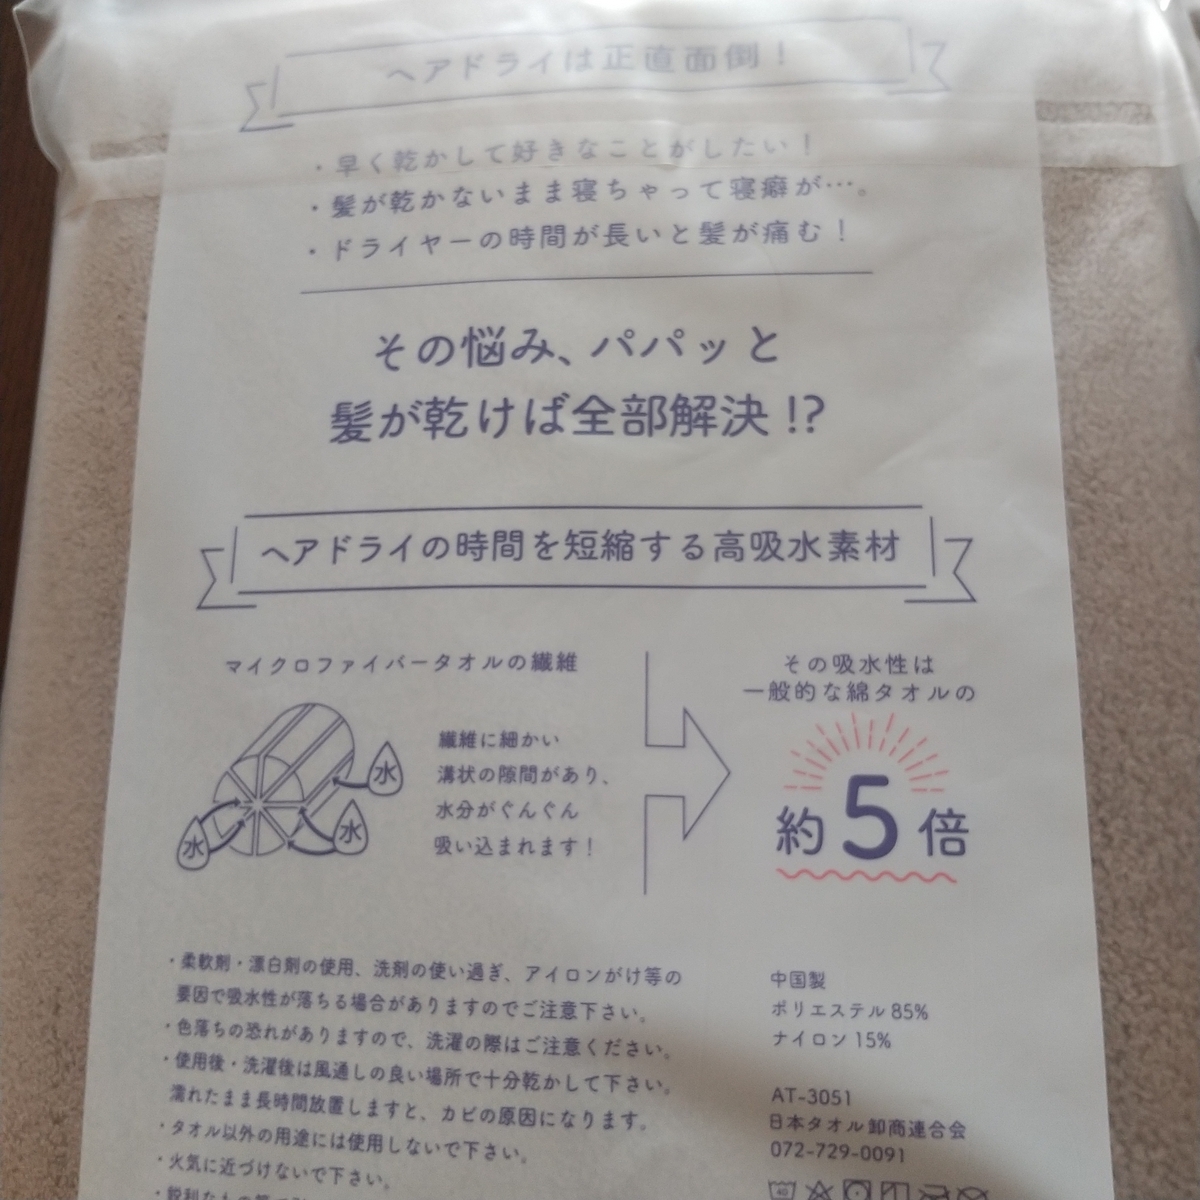 ヘアドライは正直面倒!
・早く乾かして好きなことがしたい!
・髪が乾かないまま寝ちゃって寝癖が…。
・ドライヤーの時間が長いと髪が痛む!
その悩み、パパッと
髪が乾けば全部解決!?
ヘアドライの時間を短縮する高吸水素材
マイクロファイバータオルの繊維
水
水
水
繊維に細かい
溝状の隙間があり、
水分がぐんぐん
吸い込まれます!
その吸水性は
一般的な綿タオルの
約5倍
・柔軟剤・漂白剤の使用、洗剤の使い過ぎ、アイロンがけ等の
要因で吸水性が落ちる場合がありますのでご注意下さい。
・色落ちの恐れがありますので、洗濯の際はご注意ください。
・使用後・洗濯後は風通しの良い場所で十分乾かして下さい。
濡れたまま長時間放置しますと、カビの原因になります。
・タオル以外の用途には使用しないで下さい。
・火気に近づけないで下さい。
中国製
ポリエステル 85%
ナイロン 15%
AT-3051
日本タオル卸商連合会
072-729-0091
40